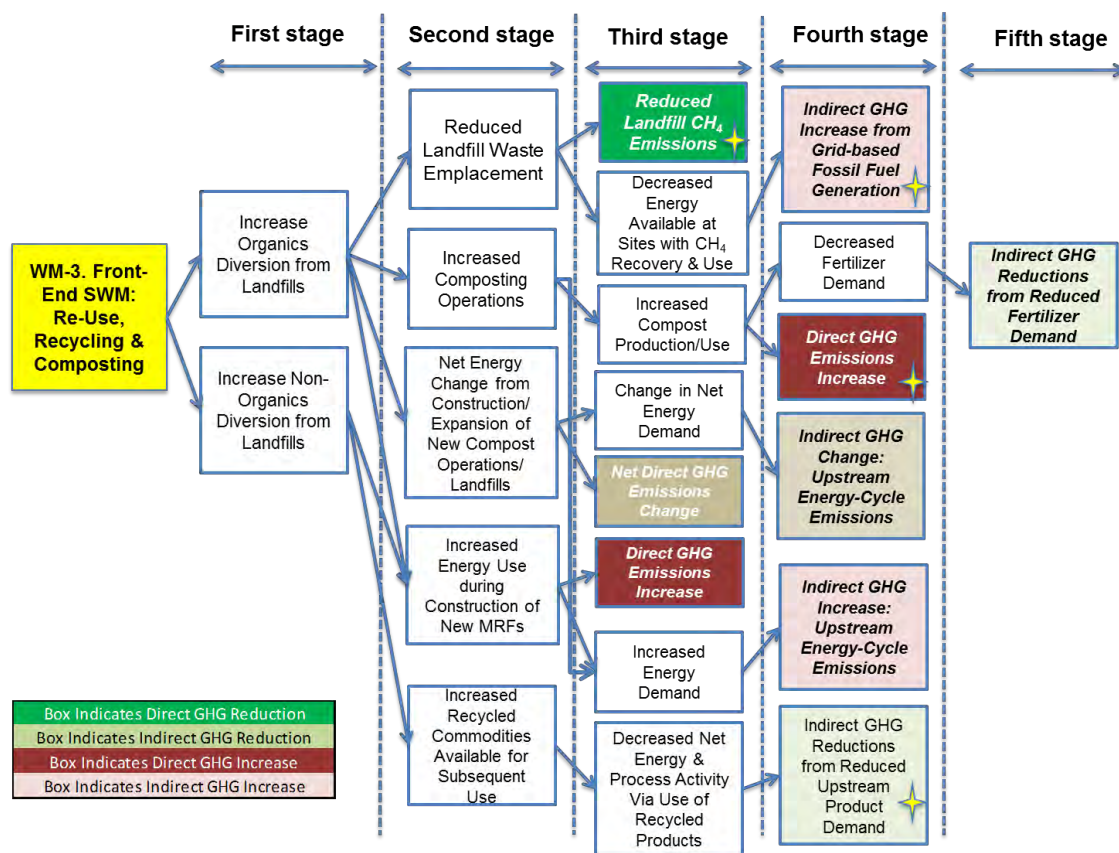 First stage
Second stage
Third stage
Fourth stage
Fifth stage
WM-3. Front-
End SWM:
Re-Use,
Recycling &
Composting
Increase
Organics
Diversion from
Landfills
Increase Non-
Organics
Diversion from
Landfills
Reduced
Landfill Waste
Emplacement
Increased
Composting
Operations
Net Energy
Change from
Construction/
Expansion of
New Compost
Operations/
Landfills
Increased
Energy Use
during
Construction of
New MRFs
Increased
Recycled
Commodities
Available for
Subsequent
Use
Reduced
Landfill CH₄
Emissions
Decreased
Energy
Available at
Sites with CH₄
Recovery & Use
Increased
Compost
Production/Use
Change in Net
Energy
Demand
Net Direct GHG
Emissions
Change
Direct GHG
Emissions
Increase
Increased
Energy
Demand
Decreased Net
Energy &
Process Activity
Via Use of
Recycled
Products
Indirect GHG
Increase from
Grid-based
Fossil Fuel
Generation
Decreased
Fertilizer
Demand
Direct GHG
Emissions
Increase
Indirect GHG
Change:
Upstream
Energy-Cycle
Emissions
Indirect GHG
Increase:
Upstream
Energy-Cycle
Emissions
Indirect GHG
Reductions
from Reduced
Upstream
Product
Demand
Indirect GHG
Reductions
from Reduced
Fertilizer
Demand
Box Indicates Direct GHG Reduction
Box Indicates Indirect GHG Reduction
Box Indicates Direct GHG Increase
Box Indicates Indirect GHG Increase